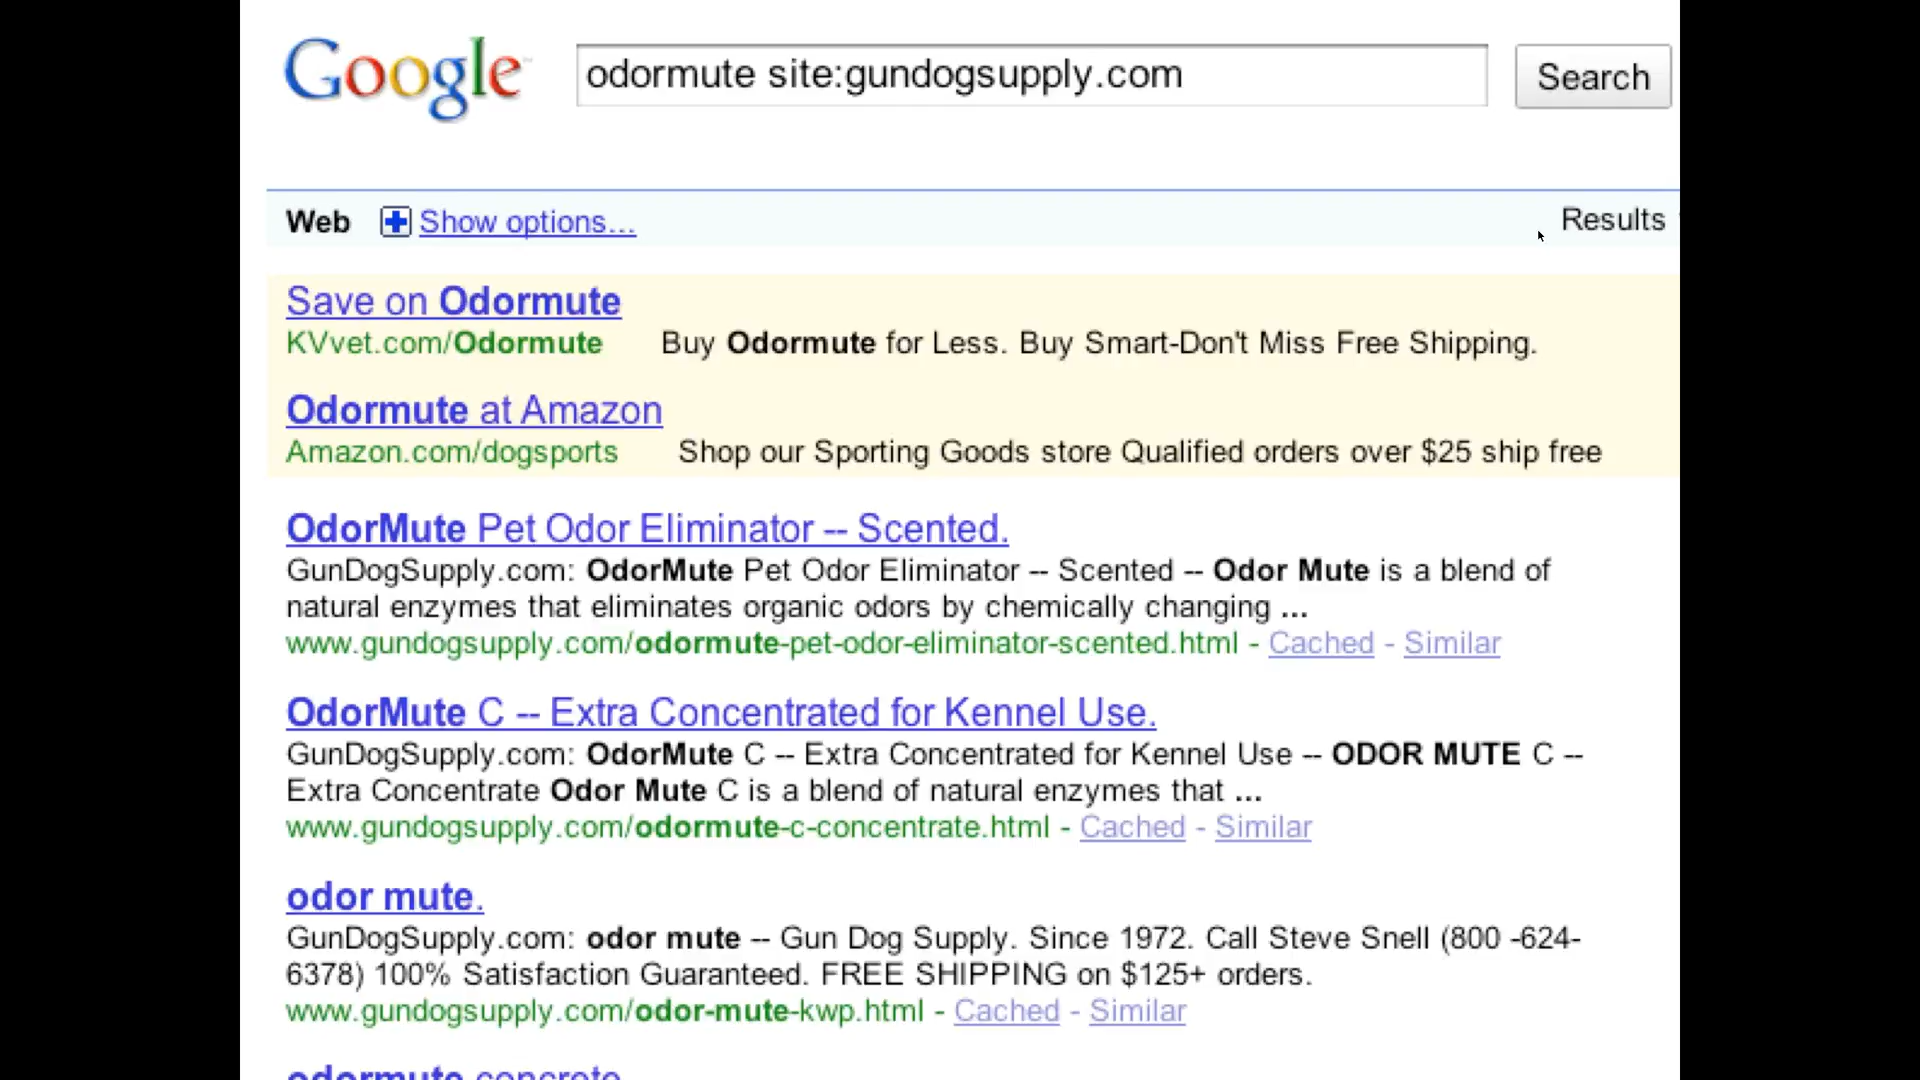 Google odormute site:gundogsupply.com Search
Web Show options... Results
Save on Odormute
KVvet.com/Odormute Buy Odormute for Less. Buy Smart-Don't Miss Free Shipping.
Odormute at Amazon
Amazon.com/dogsports Shop our Sporting Goods store Qualified orders over $25 ship free
OdorMute Pet Odor Eliminator -- Scented.
GunDogSupply.com: OdorMute Pet Odor Eliminator -- Scented -- Odor Mute is a blend of
natural enzymes that eliminates organic odors by chemically changing ...
www.gundogsupply.com/odormute-pet-odor-eliminator-scented.html - Cached - Similar
OdorMute C -- Extra Concentrated for Kennel Use.
GunDogSupply.com: OdorMute C -- Extra Concentrated for Kennel Use -- ODOR MUTE C --
Extra Concentrate Odor Mute C is a blend of natural enzymes that ...
www.gundogsupply.com/odormute-c-concentrate.html - Cached - Similar
odor mute.
GunDogSupply.com: odor mute -- Gun Dog Supply. Since 1972. Call Steve Snell (800 -624-
6378) 100% Satisfaction Guaranteed. FREE SHIPPING on $125+ orders.
www.gundogsupply.com/odor-mute-kwp.html - Cached - Similar
odormute concrete